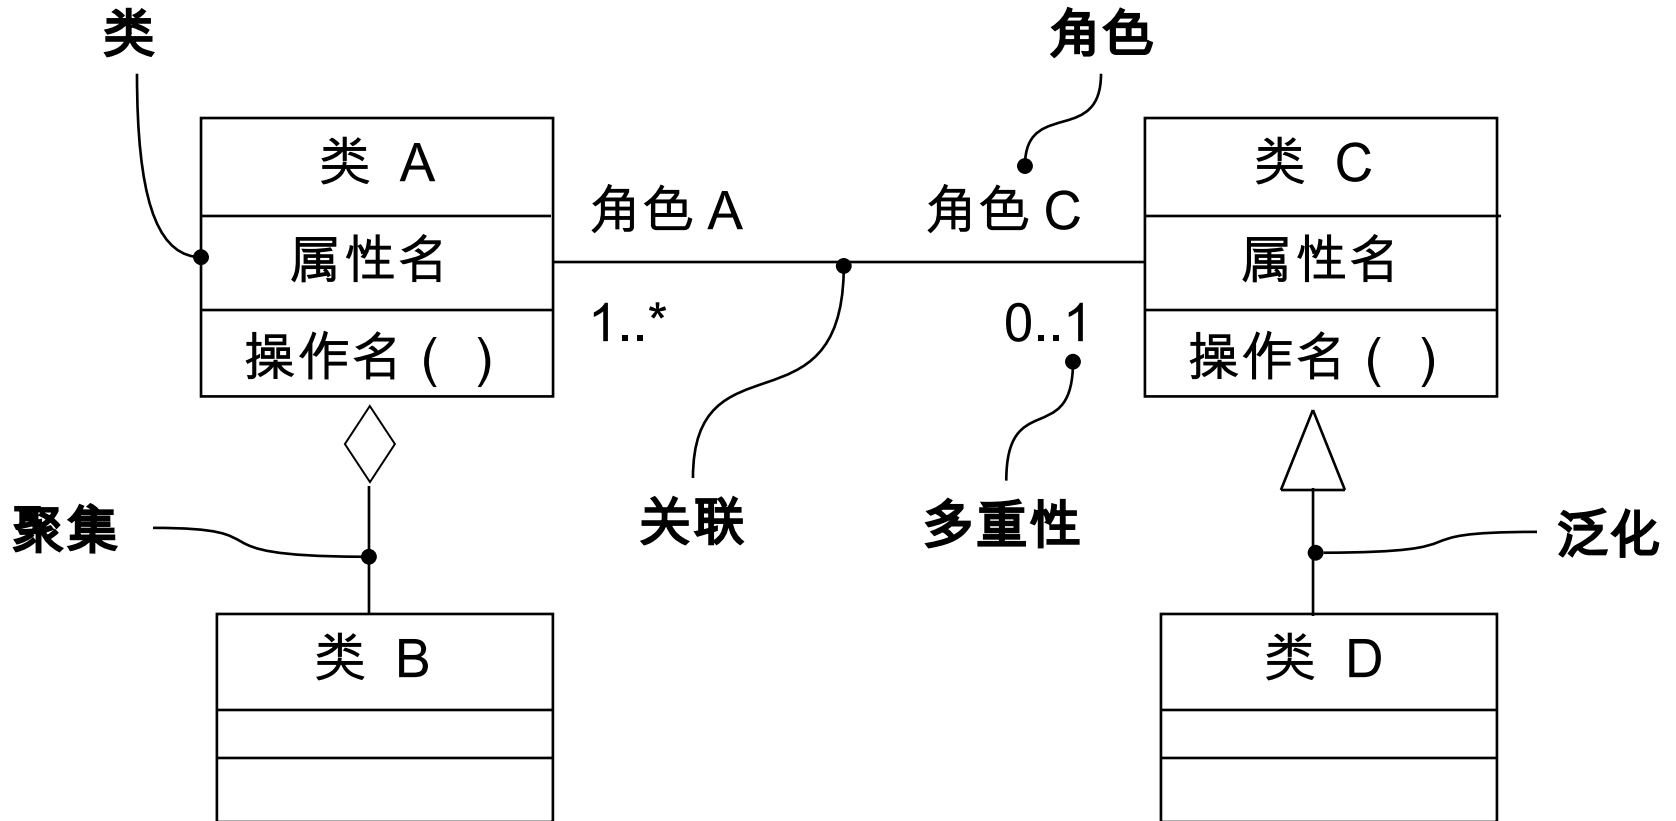 类
角色
类 A
类 C
角色 A
角色 C
属性名
属性名
1..*
0..1
操作名 ( )
操作名 ( )
聚集
关联
多重性
泛化
类 B
类 D